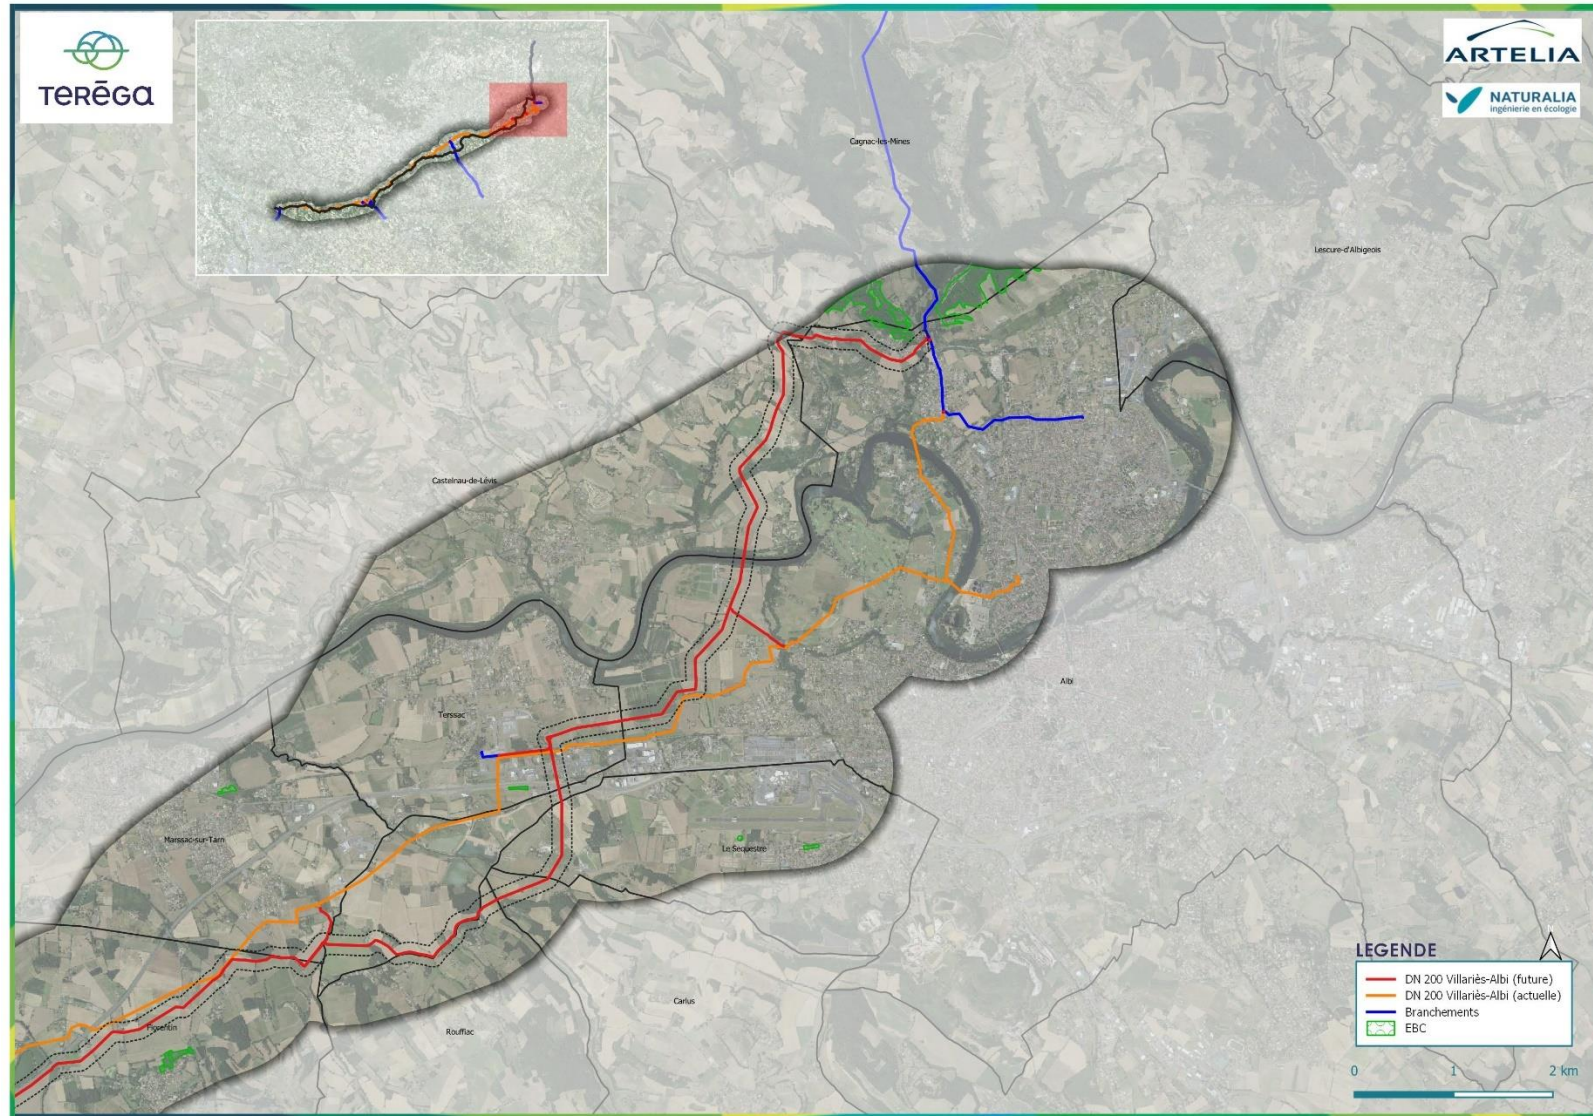 TERĒGA
ARTELIA
NATURALIA
ingénierie en écologie
Cagnac-les-Mines
Lescure-d'Albigeois
Castelnau-de-Lévis
Albi
Terssac
Marssac-sur-Tarn
Le Sequestre
Carlus
Florentin
Rouffiac
LEGENDE
DN 200 Villariès-Albi (future)
DN 200 Villariès-Albi (actuelle)
Branchements
EBC
0 1 2 km